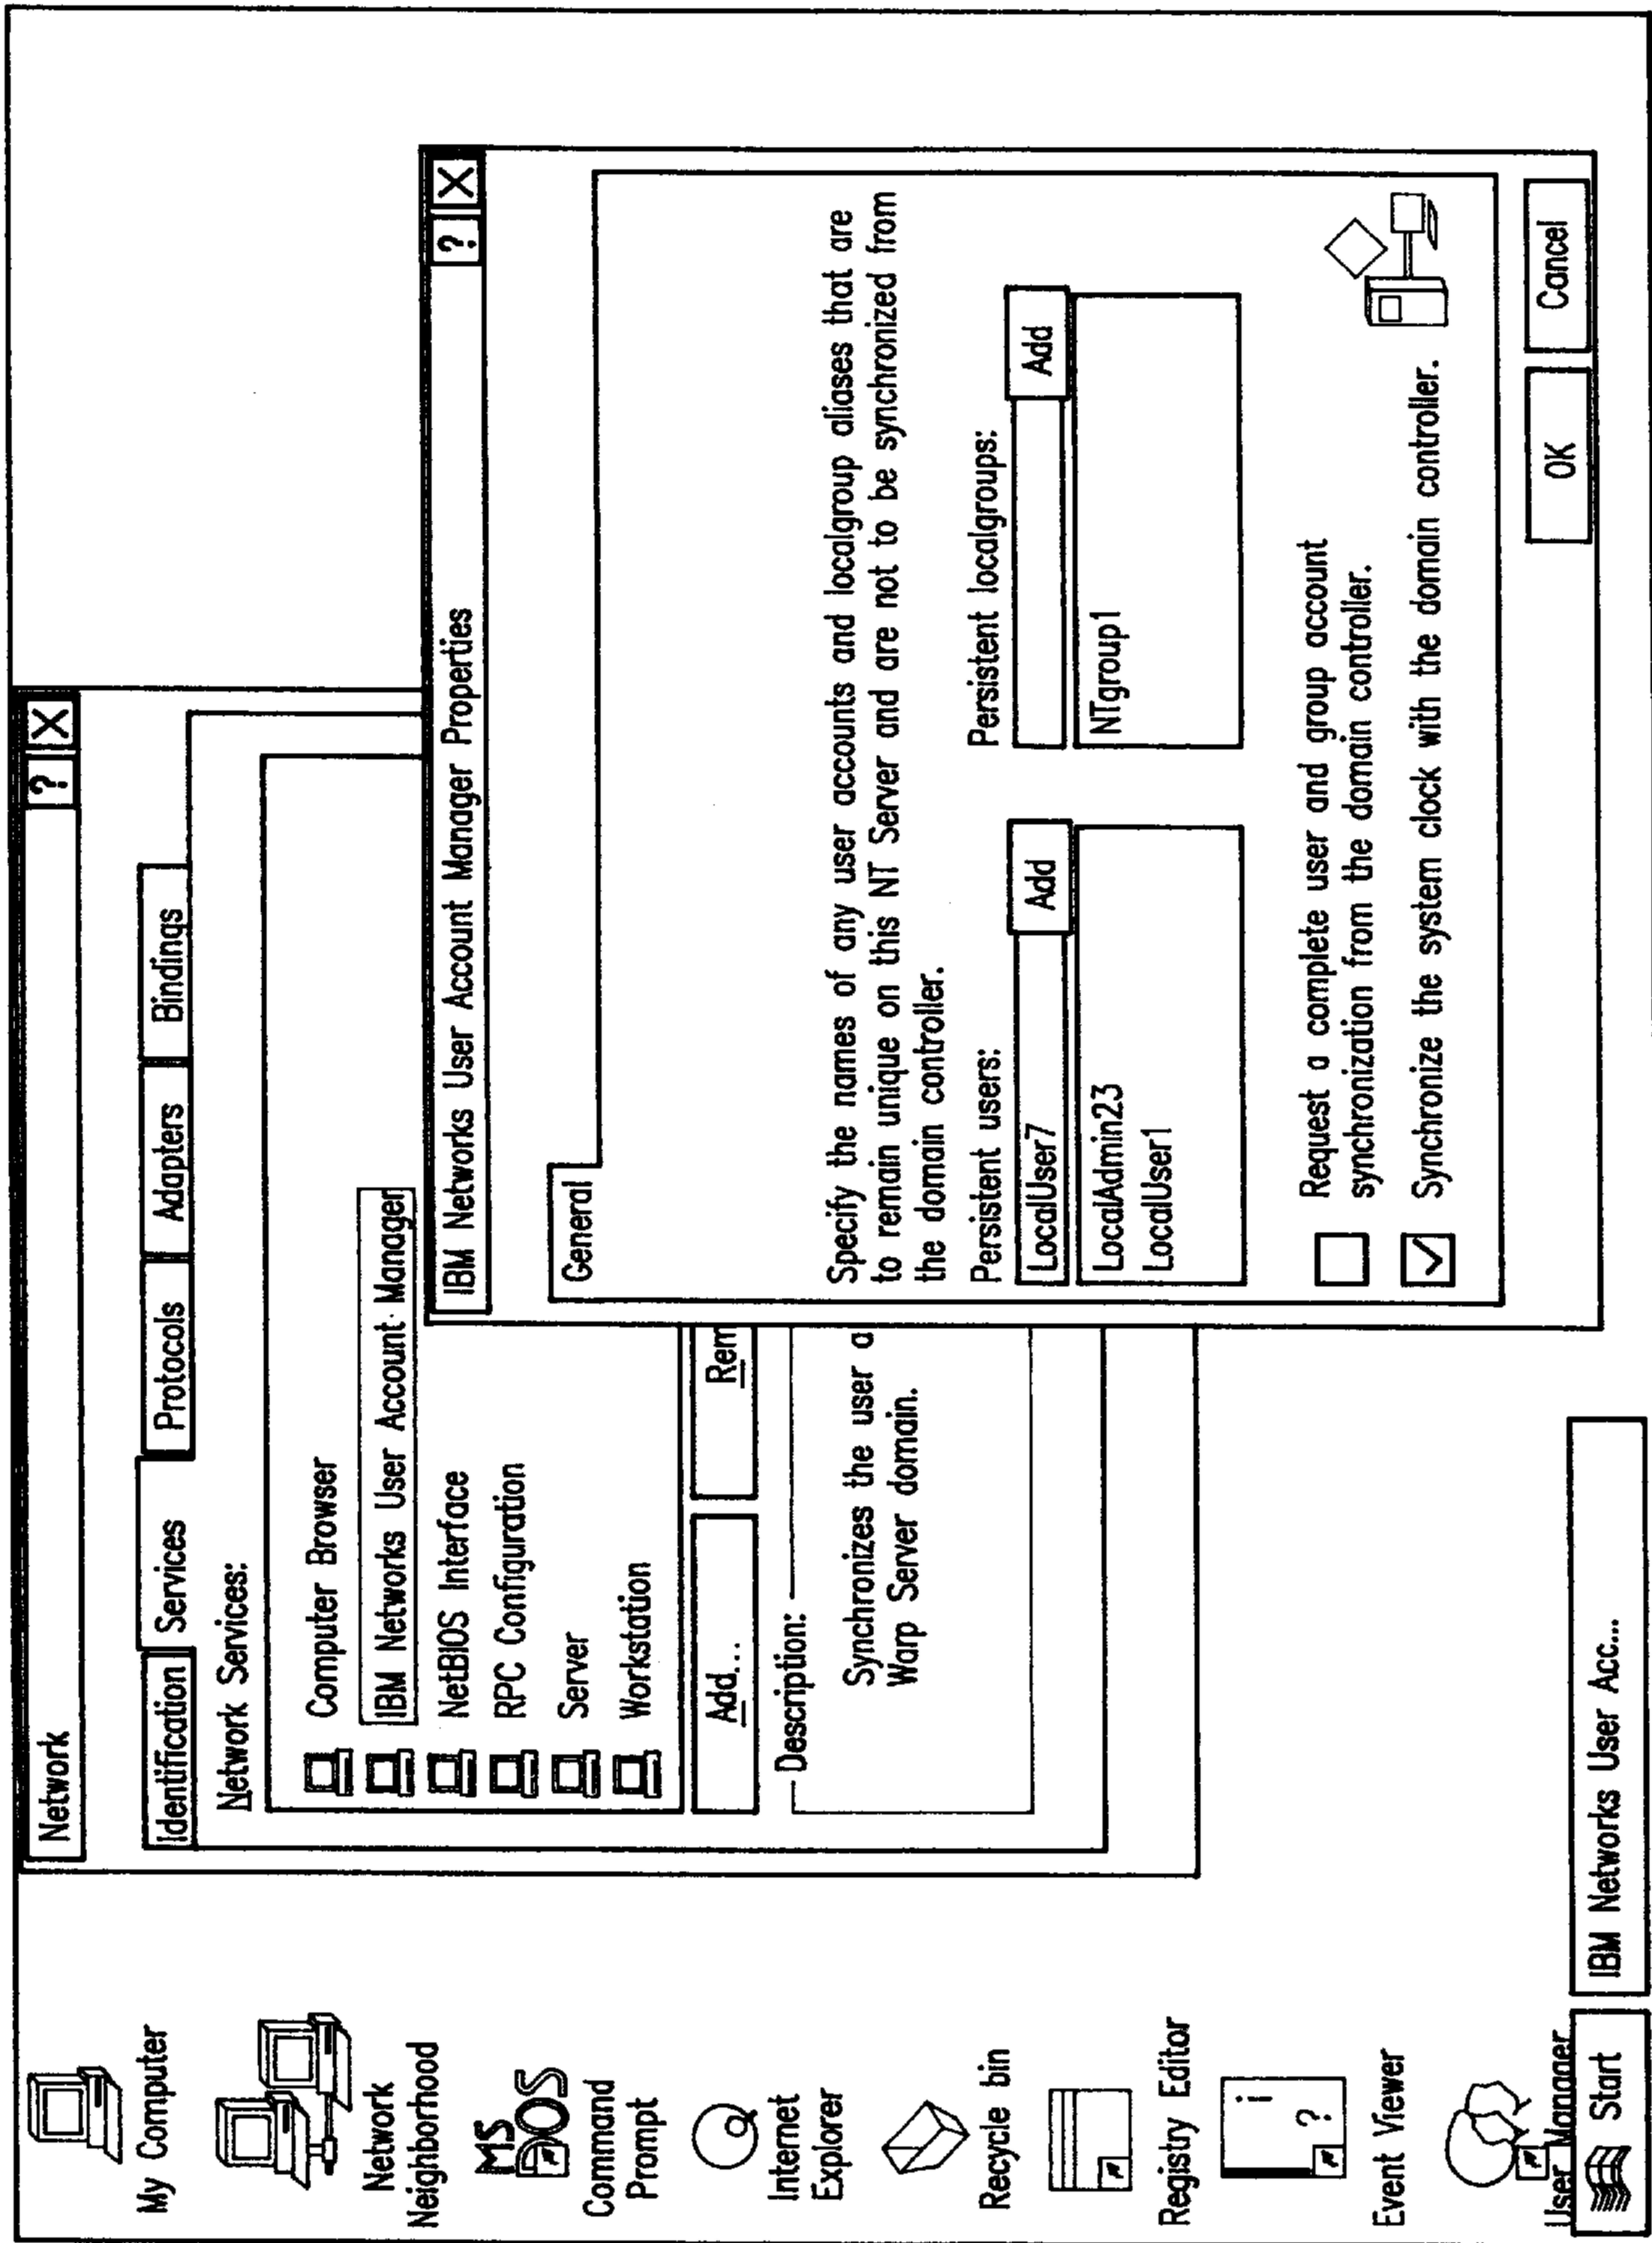 My Computer
Network
Neighborhood
MS
DOS
Command
Prompt
Internet
Explorer
Recycle bin
Registry Editor
i
?
Event Viewer
User Manager
Start
IBM Networks User Acc...
Network
? X
Identification Services Protocols Adapters Bindings
Network Services:
Computer Browser
IBM Networks User Account Manager
NetBIOS Interface
RPC Configuration
Server
Workstation
Add... Rem
Description:
Synchronizes the user a
Warp Server domain.
IBM Networks User Account Manager Properties
? X
General
Specify the names of any user accounts and localgroup aliases that are
to remain unique on this NT Server and are not to be synchronized from
the domain controller.
Persistent users: Persistent localgroups:
LocalUser7 Add Add
LocalAdmin23 NTgroup1
LocalUser1
Request a complete user and group account
synchronization from the domain controller.
Synchronize the system clock with the domain controller.
OK Cancel